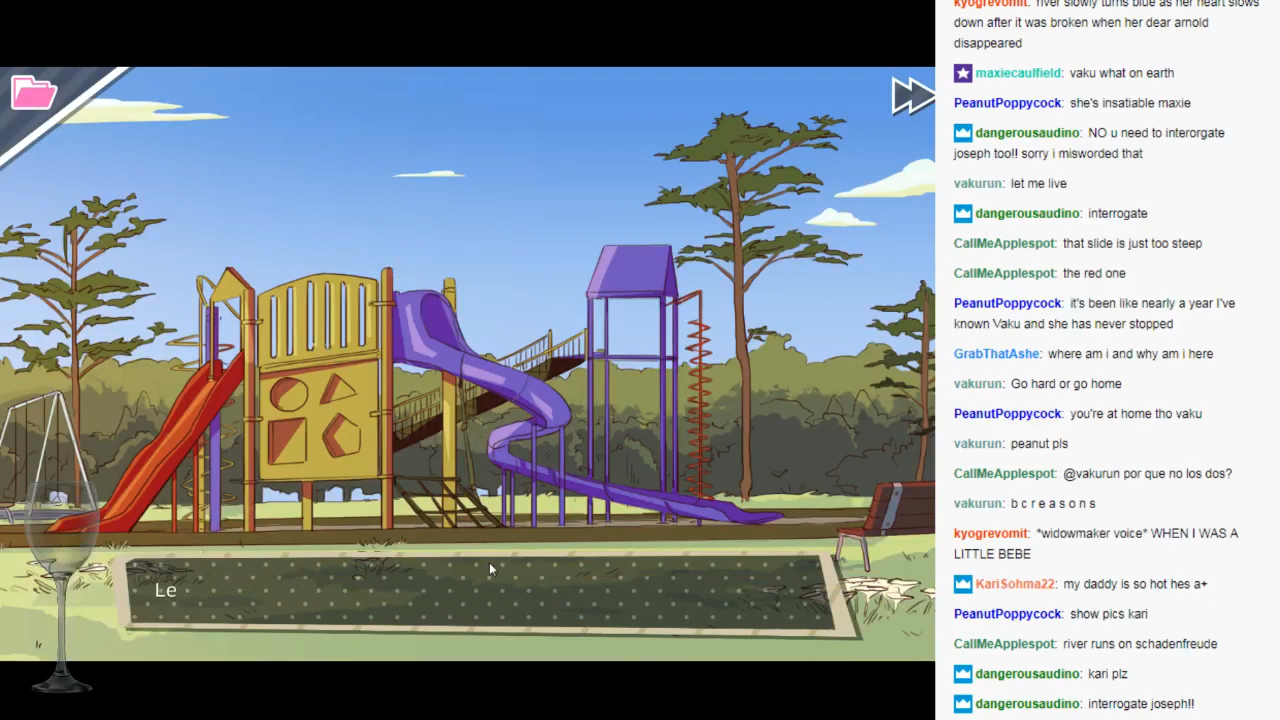 kyogrevomit: river slowly turns blue as her heart slows
down after it was broken when her dear arnold
disappeared
maxiecaulfield: vaku what on earth
PeanutPoppycock: she's insatiable maxie
dangerousaudino: NO u need to interorgate
joseph too!! sorry i misworded that
vakurun: let me live
dangerousaudino: interrogate
CallMeApplespot: that slide is just too steep
CallMeApplespot: the red one
PeanutPoppycock: it's been like nearly a year I've
known Vaku and she has never stopped
GrabThatAshe: where am i and why am i here
vakurun: Go hard or go home
PeanutPoppycock: you're at home tho vaku
vakurun: peanut pls
CallMeApplespot: @vakurun por que no los dos?
vakurun: b c r e a s o n s
kyogrevomit: *widowmaker voice* WHEN I WAS A
LITTLE BEBE
KariSohma22: my daddy is so hot hes a+
PeanutPoppycock: show pics kari
CallMeApplespot: river runs on schadenfreude
dangerousaudino: kari plz
dangerousaudino: interrogate joseph!!
Le